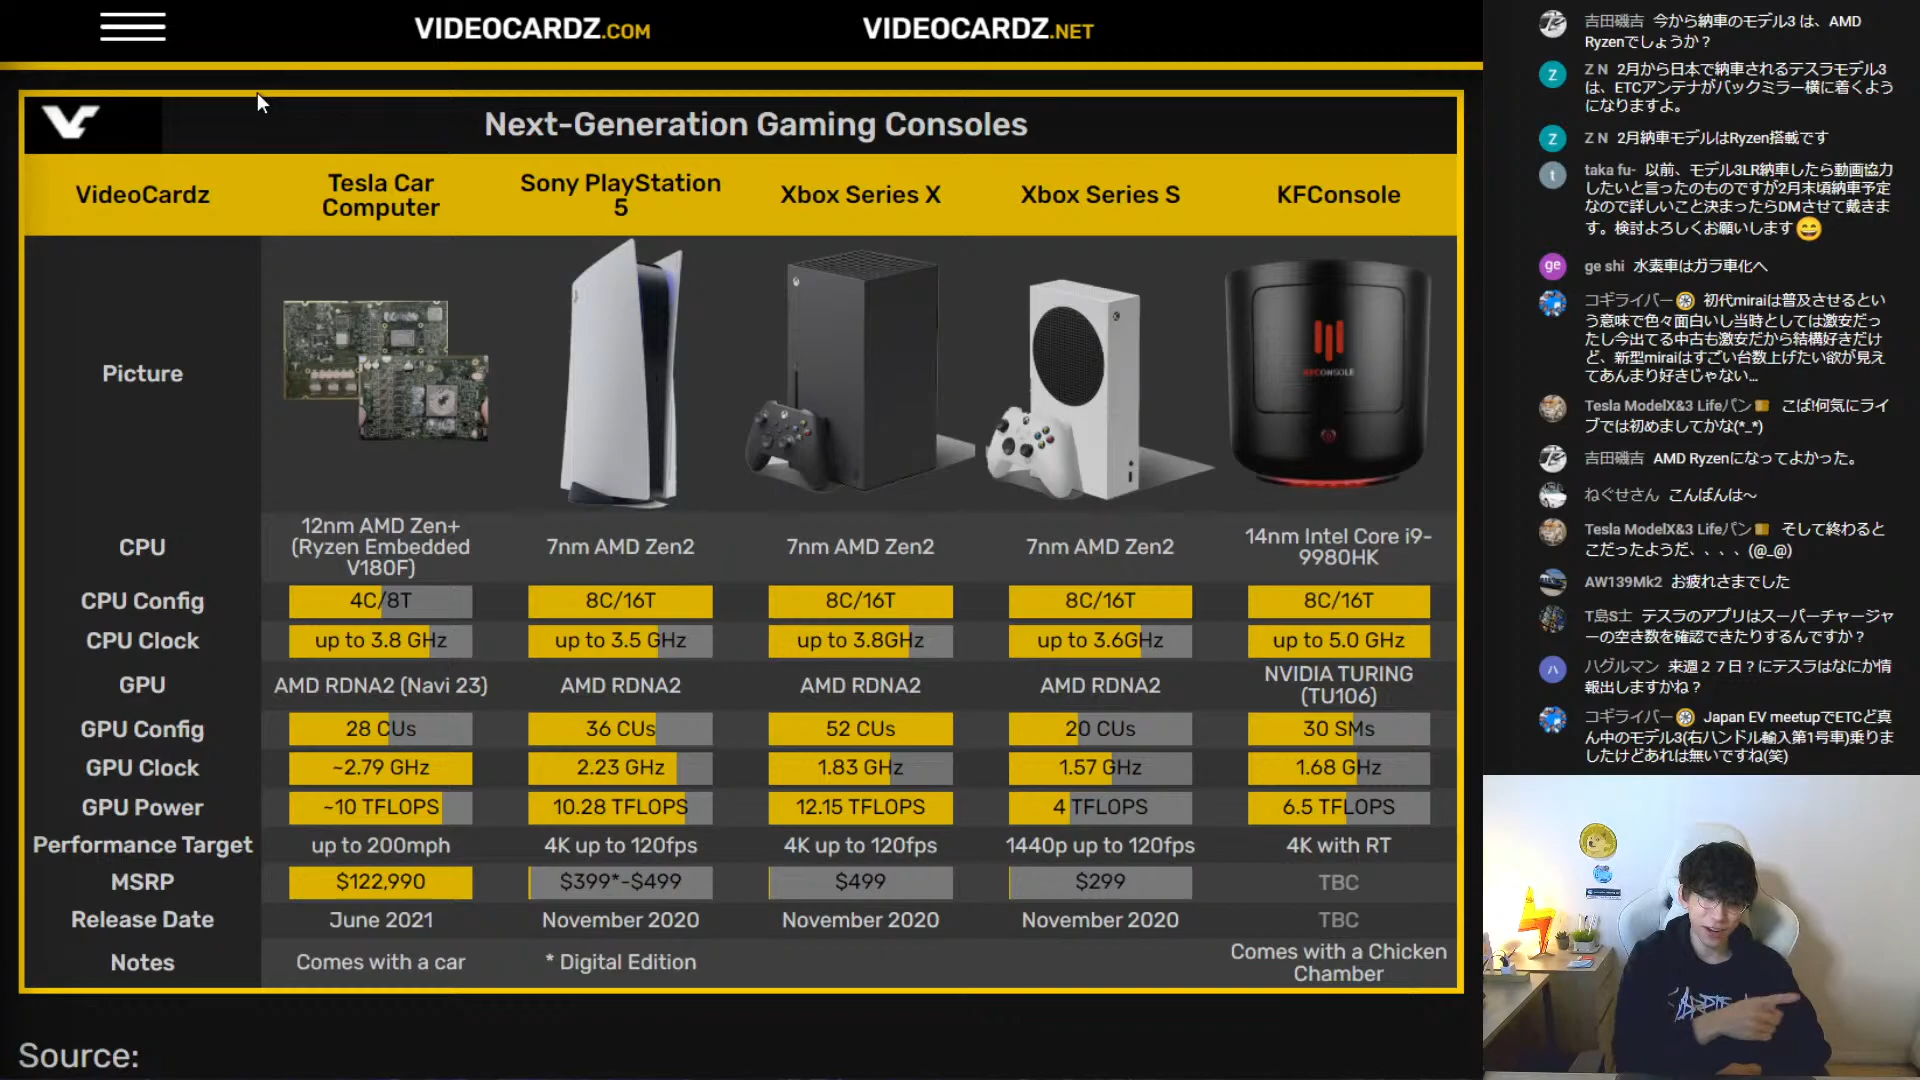 VIDEOCARDZ.COM
VIDEOCARDZ.NET
Next-Generation Gaming Consoles
VideoCardz
Tesla Car Computer
Sony PlayStation 5
Xbox Series X
Xbox Series S
KFConsole
Picture
KFCONSOLE
CPU
12nm AMD Zen+ (Ryzen Embedded V180F)
7nm AMD Zen2
7nm AMD Zen2
7nm AMD Zen2
14nm Intel Core i9-9980HK
CPU Config
4C/8T
8C/16T
8C/16T
8C/16T
8C/16T
CPU Clock
up to 3.8 GHz
up to 3.5 GHz
up to 3.8GHz
up to 3.6GHz
up to 5.0 GHz
GPU
AMD RDNA2 (Navi 23)
AMD RDNA2
AMD RDNA2
AMD RDNA2
NVIDIA TURING (TU106)
GPU Config
28 CUs
36 CUs
52 CUs
20 CUs
30 SMs
GPU Clock
~2.79 GHz
2.23 GHz
1.83 GHz
1.57 GHz
1.68 GHz
GPU Power
~10 TFLOPS
10.28 TFLOPS
12.15 TFLOPS
4 TFLOPS
6.5 TFLOPS
Performance Target
up to 200mph
4K up to 120fps
4K up to 120fps
1440p up to 120fps
4K with RT
MSRP
$122,990
$399*-$499
$499
$299
TBC
Release Date
June 2021
November 2020
November 2020
November 2020
TBC
Notes
Comes with a car
* Digital Edition
Comes with a Chicken Chamber
Source:
吉田磯吉 今から納車のモデル3 は、AMD
Ryzenでしょうか？
Z N 2月から日本で納車されるテスラモデル3
は、ETCアンテナがバックミラー横に着くよう
になりますよ。
Z N 2月納車モデルはRyzen搭載です
taka fu- 以前、モデル3LR納車したら動画協力
したいと言ったのものですが2月末頃納車予定
なので詳しいこと決まったらDMさせて戴きま
す。検討よろしくお願いします😄
ge shi 水素車はガラ車化へ
コギライバー 初代miraiは普及させるとい
う意味で色々面白いし当時としては激安だっ
たし今出てる中古も激安だから結構好きだけ
ど、新型miraiはすごい台数上げたい欲が見え
てあんまり好きじゃない…
Tesla ModelX&3 Lifeパン こば!何気にライ
ブでは初めましてかな(*_*)
吉田磯吉 AMD Ryzenになってよかった。
ねぐせさん こんばんは〜
Tesla ModelX&3 Lifeパン そして終わると
こだったようだ、、、、(@_@)
AW139Mk2 お疲れさまでした
T島S士 テスラのアプリはスーパーチャージャ
ーの空き数を確認できたりするんですか？
ハグルマン 来週２７日？にテスラはなにか情
報出しますかね？
コギライバー Japan EV meetupでETCど真
ん中のモデル3(右ハンドル輸入第1号車)乗りま
したけどあれは無いですね(笑)